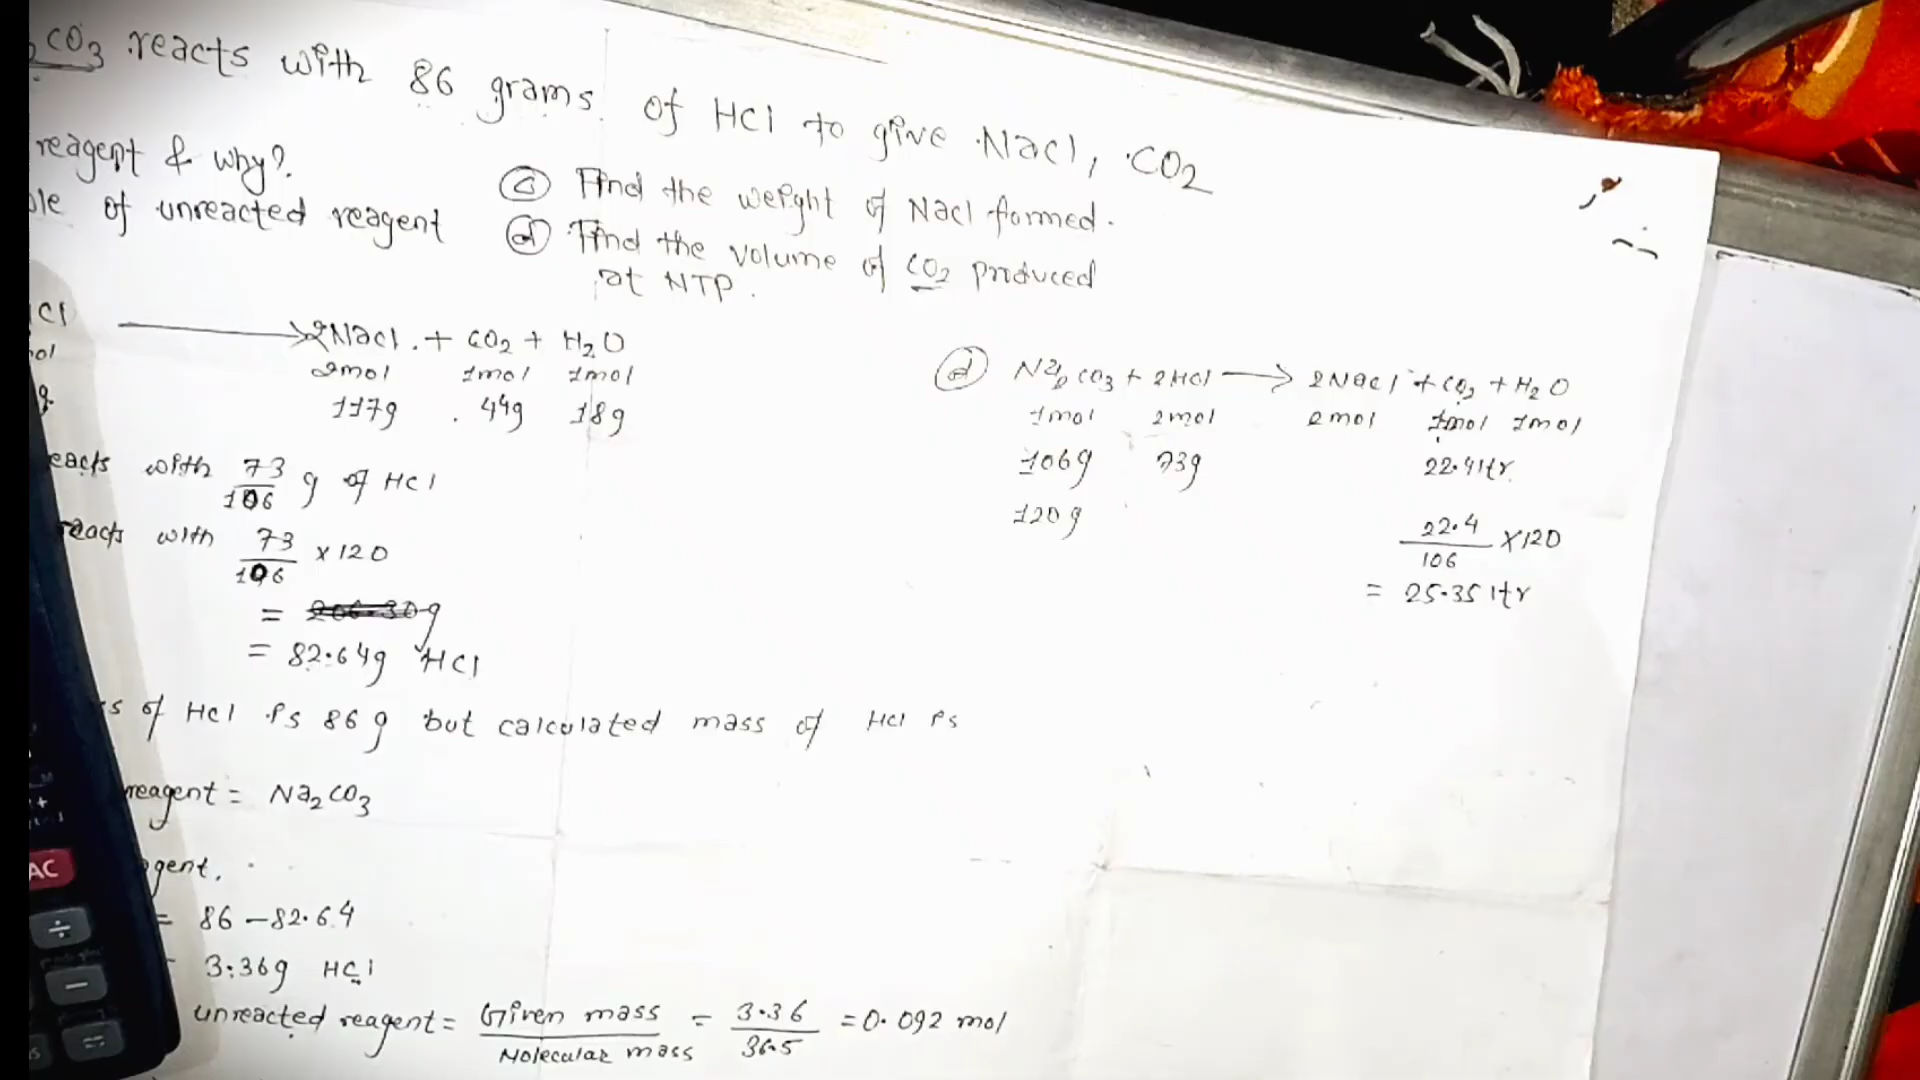 CO3 reacts with 86 grams of HCl to give NaCl, CO2
reagent & why?
of unreacted reagent
c Find the weight of NaCl formed.
d Find the volume of CO2 produced
at NTP.
Cl → 2NaCl + CO2 + H2O
2mol 1mol 1mol
117g 44g 18g
eacts with 73/106 g of HCl
reacts with 73/106 × 120
=
= 82.64g HCl
s of HCl is 86g but calculated mass of HCl is
reagent = Na2CO3
gent.
= 86 - 82.64
3.36g HCl
unreacted reagent = Given mass/Molecular mass = 3.36/36.5 = 0.092 mol
d Na2CO3 + 2HCl → 2NaCl + CO2 + H2O
1mol 2mol 2mol 1mol 1mol
106g 73g 22.4ltr
120g 22.4/106 × 120
= 25.35ltr
AC
÷
−
=